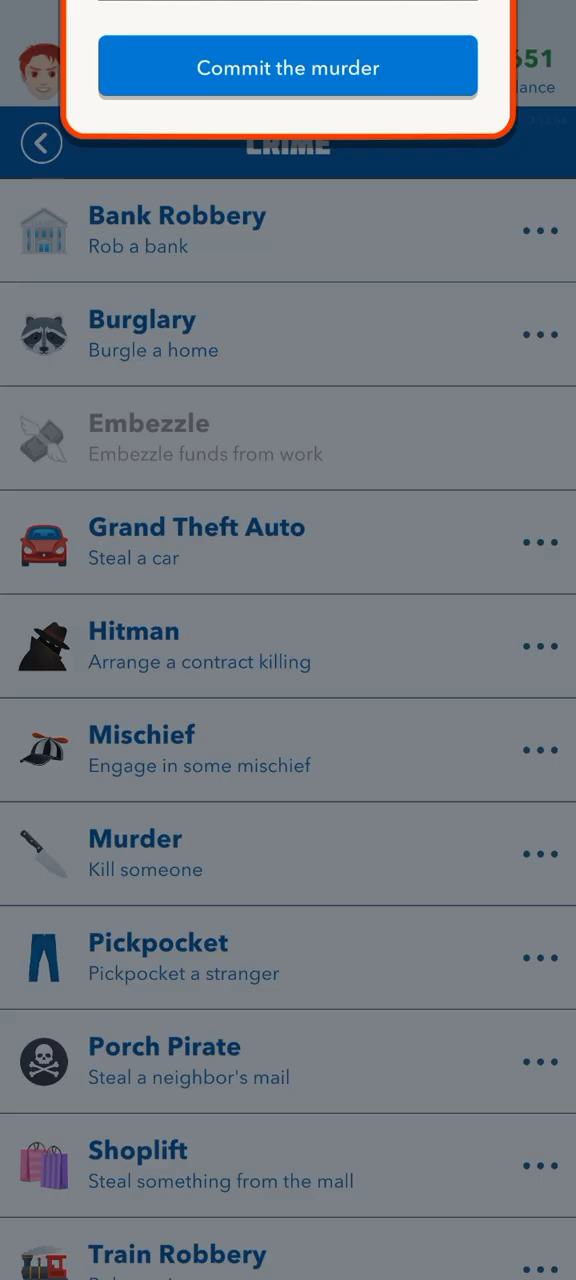 Commit the murder
651
CRIME
Bank Robbery
Rob a bank
Burglary
Burgle a home
Embezzle
Embezzle funds from work
Grand Theft Auto
Steal a car
Hitman
Arrange a contract killing
Mischief
Engage in some mischief
Murder
Kill someone
Pickpocket
Pickpocket a stranger
Porch Pirate
Steal a neighbor's mail
Shoplift
Steal something from the mall
Train Robbery